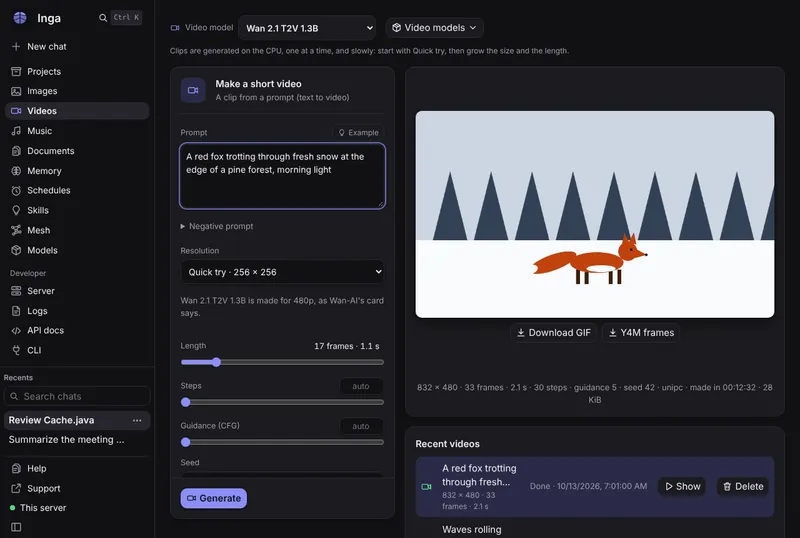 Inga
Ctrl K
New chat
Projects
Images
Videos
Music
Documents
Memory
Schedules
Skills
Mesh
Models
Developer
Server
Logs
API docs
CLI
Recents
Search chats
Review Cache.java
Summarize the meeting ...
Help
Support
This server
Video model
Wan 2.1 T2V 1.3B
Video models
Clips are generated on the CPU, one at a time, and slowly: start with Quick try, then grow the size and the length.
Make a short video
A clip from a prompt (text to video)
Prompt
Example
A red fox trotting through fresh snow at the
edge of a pine forest, morning light
Negative prompt
Resolution
Quick try · 256 × 256
Wan 2.1 T2V 1.3B is made for 480p, as Wan-AI's card
says.
Length
17 frames · 1.1 s
Steps
auto
Guidance (CFG)
auto
Seed
Generate
Download GIF
Y4M frames
832 × 480 · 33 frames · 2.1 s · 30 steps · guidance 5 · seed 42 · unipc · made in 00:12:32 · 28
KiB
Recent videos
A red fox trotting
through fresh...
832 × 480 · 33
frames · 2.1 s
Done · 10/13/2026, 7:01:00 AM
Show
Delete
Waves rolling